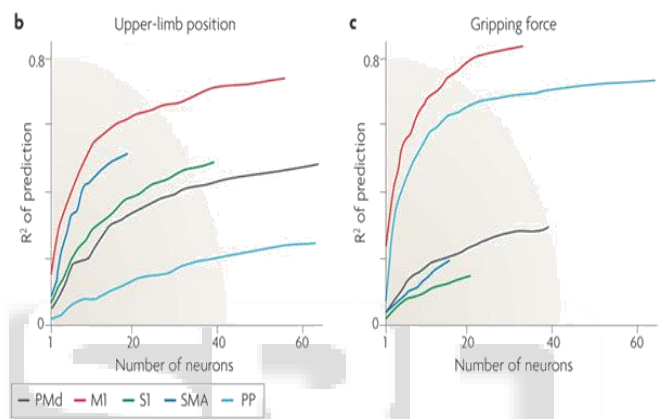 b Upper-limb position
0.8
R² of prediction
0
1 20 40 60
Number of neurons
c Gripping force
0.8
R² of prediction
0
1 20 40 60
Number of neurons
PMd M1 S1 SMA PP